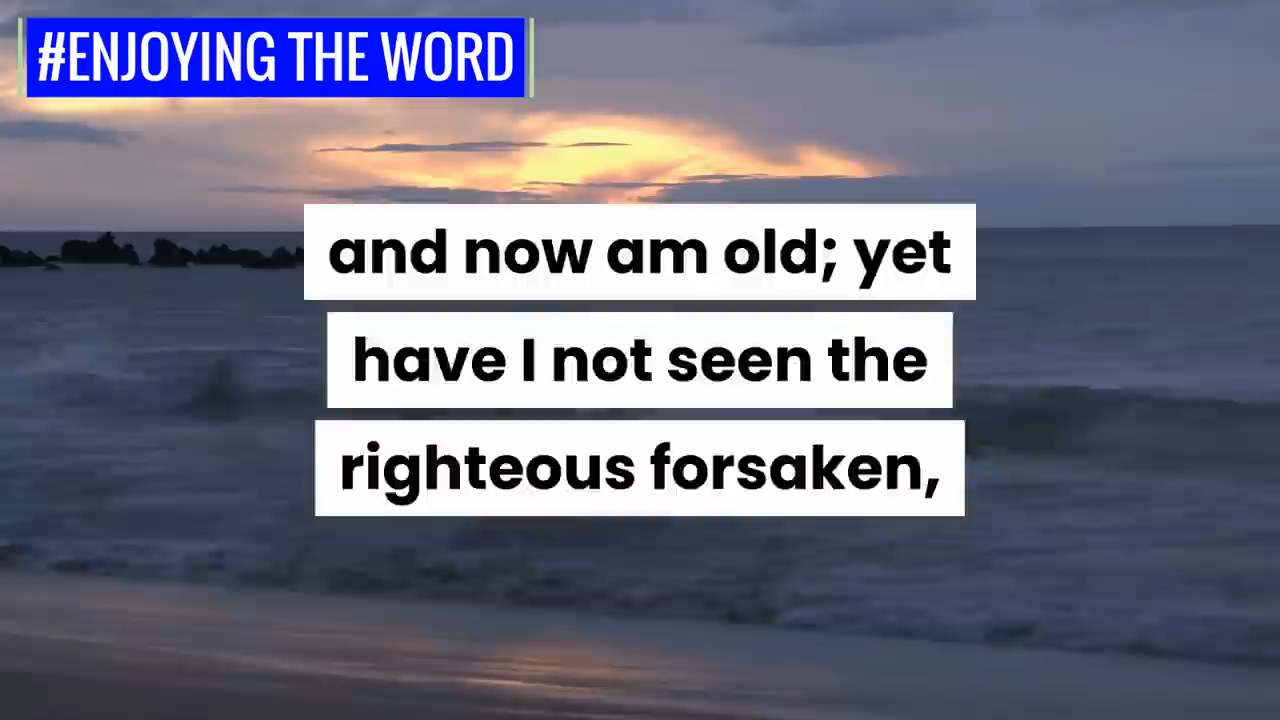 #ENJOYING THE WORD
and now am old; yet
have I not seen the
righteous forsaken,